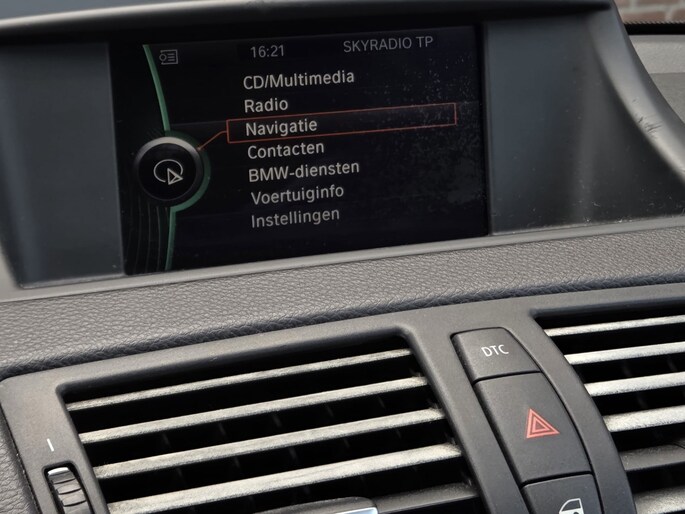 16:21 SKYRADIO TP
CD/Multimedia
Radio
Navigatie
Contacten
BMW-diensten
Voertuiginfo
Instellingen
DTC